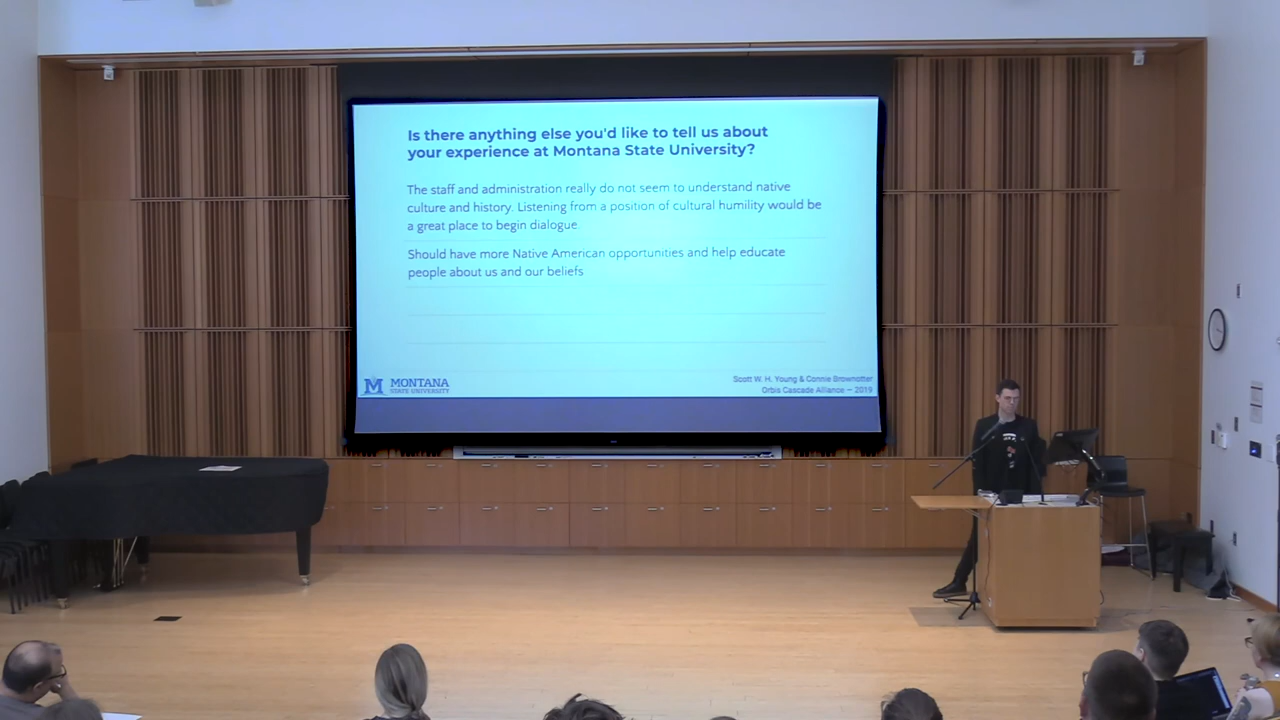 Is there anything else you'd like to tell us about
your experience at Montana State University?
The staff and administration really do not seem to understand native
culture and history. Listening from a position of cultural humility would be
a great place to begin dialogue.
Should have more Native American opportunities and help educate
people about us and our beliefs
M MONTANA
STATE UNIVERSITY
Scott W. H. Young & Connie Brownotter
Orbis Cascade Alliance – 2019